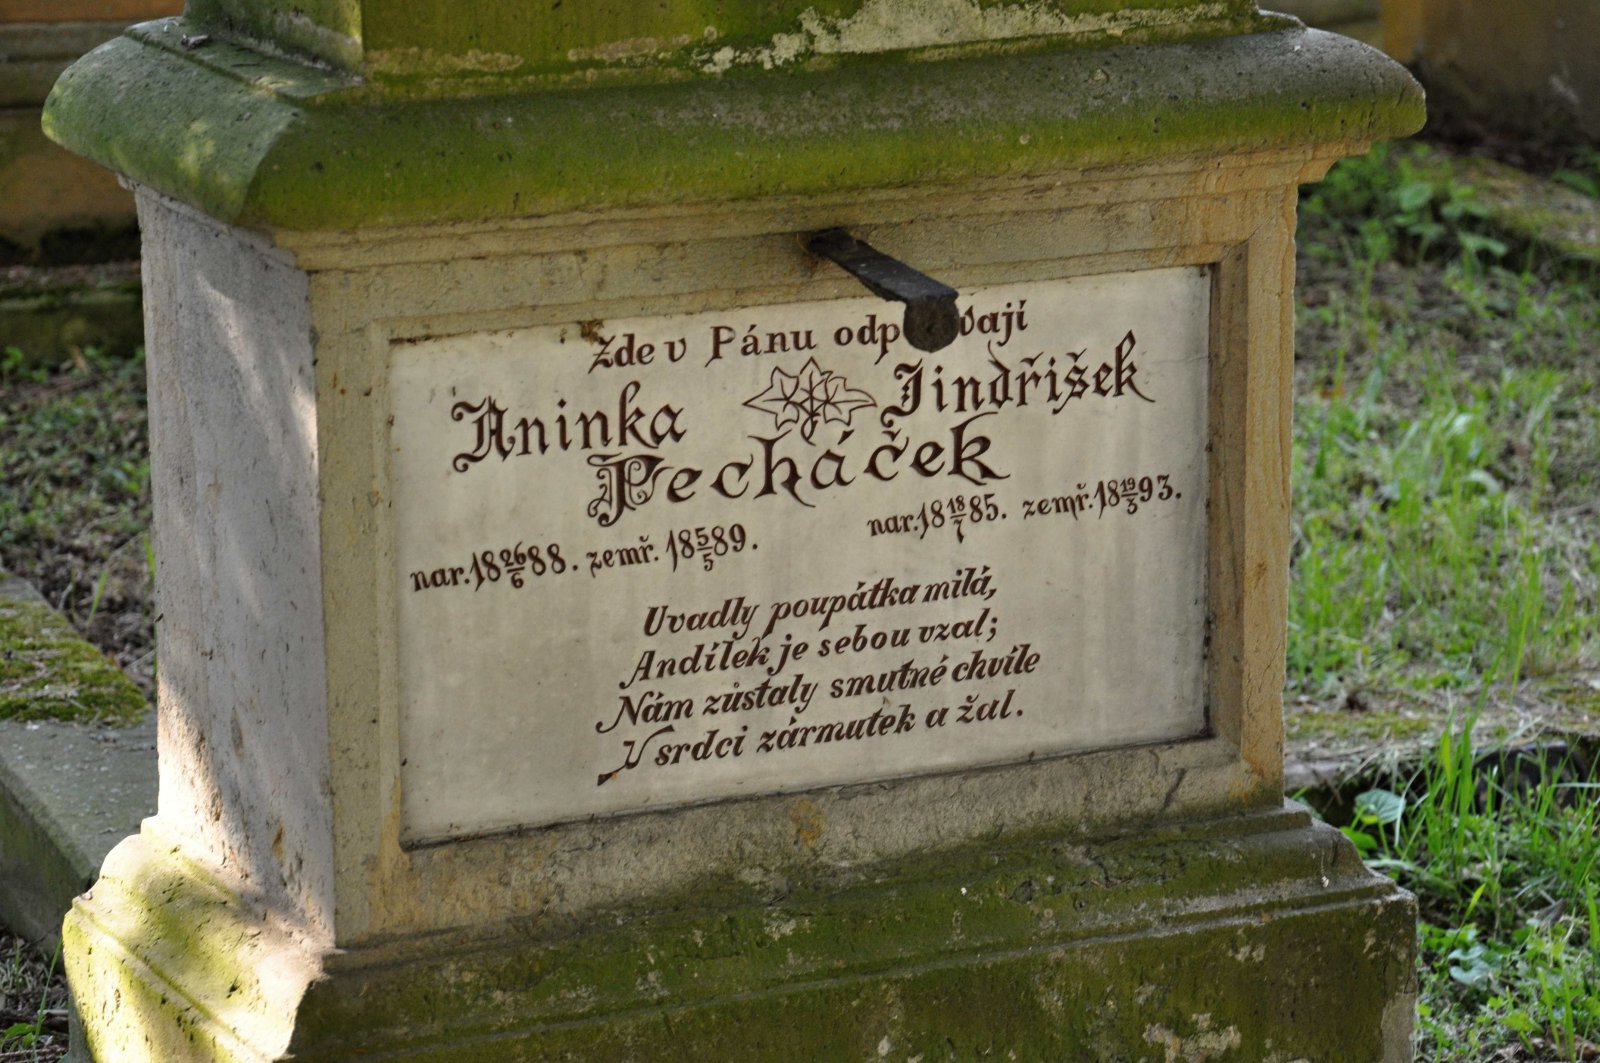 Zde v Pánu odp vají
Aninka Jindřišek
Pecháček
nar. 18 26/6 88. zemř. 18 5/5 89. nar. 18 18/7 85. zemř. 18 19/3 93.
Uvadly poupátka milá,
Andílek je sebou vzal;
Nám zůstaly smutné chvíle
V srdci zármutek a žal.